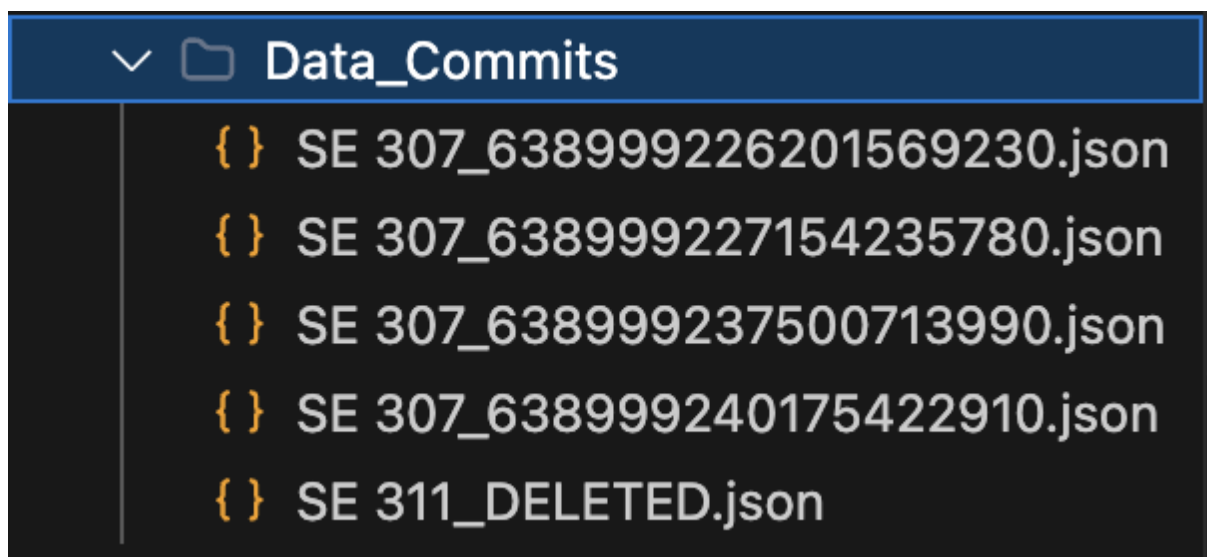 Data_Commits
{ } SE 307_638999226201569230.json
{ } SE 307_638999227154235780.json
{ } SE 307_638999237500713990.json
{ } SE 307_638999240175422910.json
{ } SE 311_DELETED.json